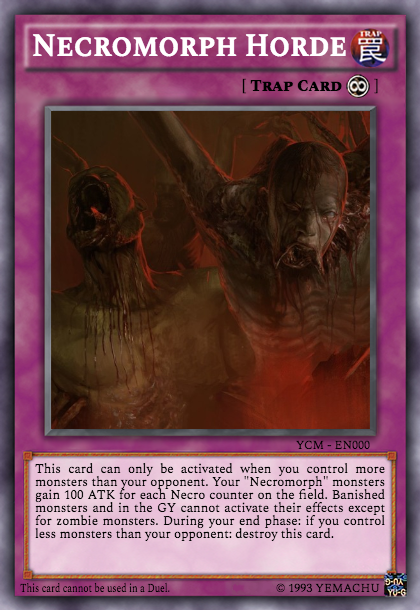 NECROMORPH HORDE
TRAP
罠
[ TRAP CARD ]
YCM - EN000
This card can only be activated when you control more
monsters than your opponent. Your "Necromorph" monsters
gain 100 ATK for each Necro counter on the field. Banished
monsters and in the GY cannot activate their effects except
for zombie monsters. During your end phase: if you control
less monsters than your opponent: destroy this card.
This card cannot be used in a Duel.
© 1993 YEMACHU